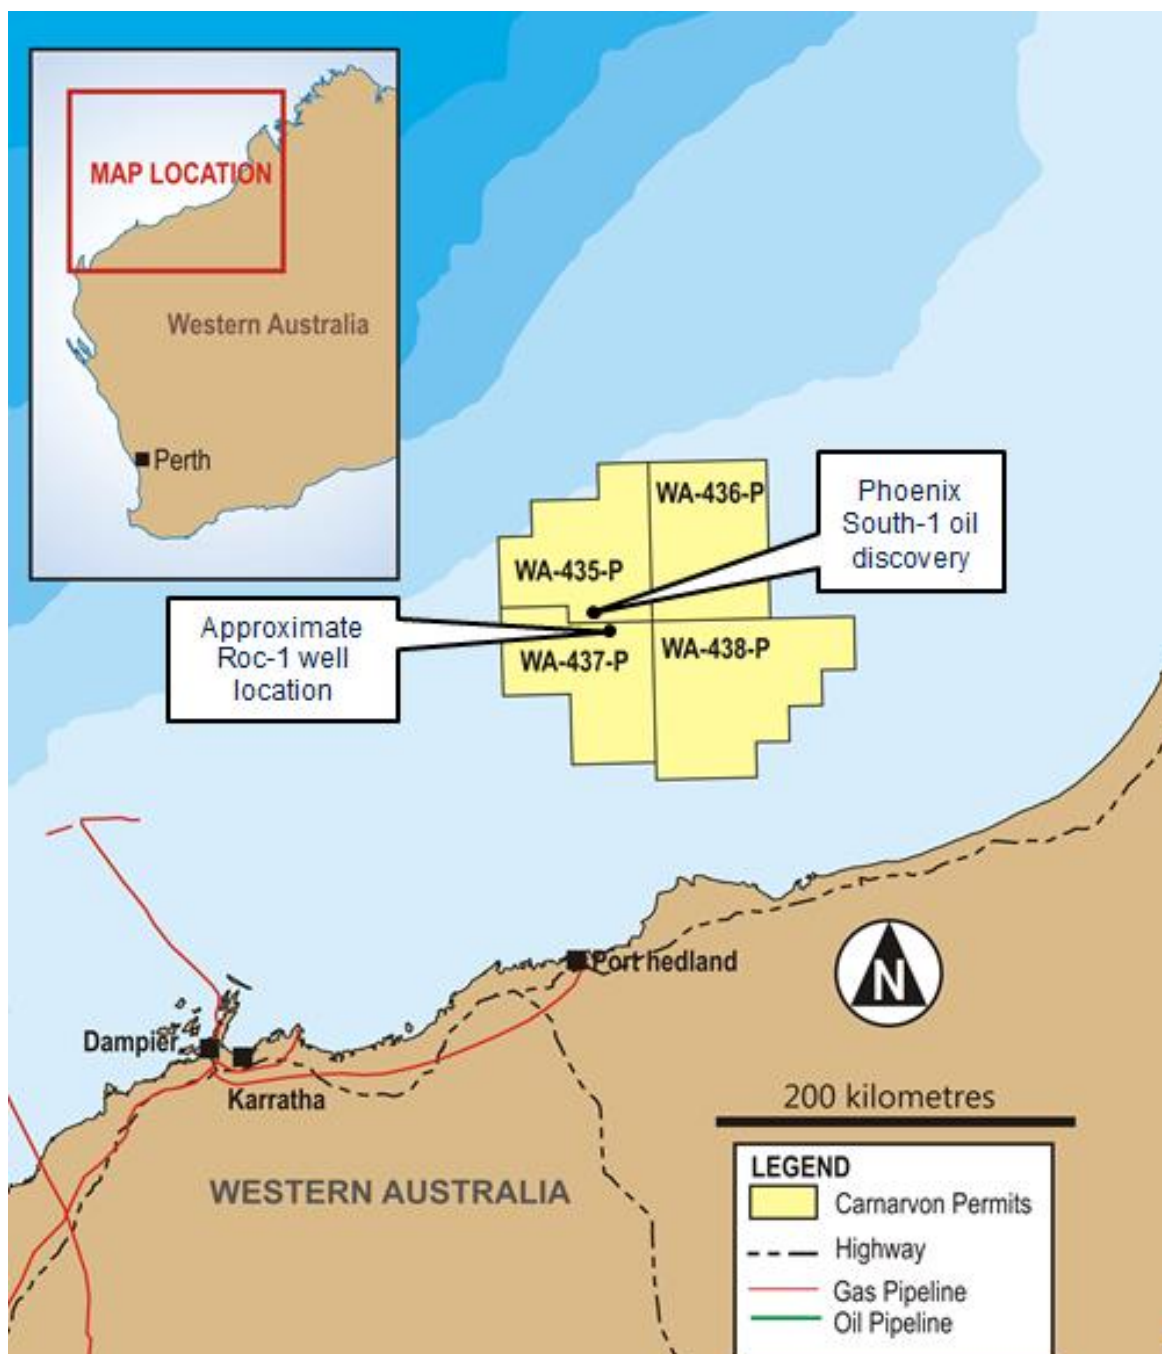 MAP LOCATION
Western Australia
Perth
WA-436-P
WA-435-P
Phoenix
South-1 oil
discovery
Approximate
Roc-1 well
location
WA-437-P
WA-438-P
Port hedland
Dampier
Karratha
N
200 kilometres
WESTERN AUSTRALIA
LEGEND
Carnarvon Permits
Highway
Gas Pipeline
Oil Pipeline